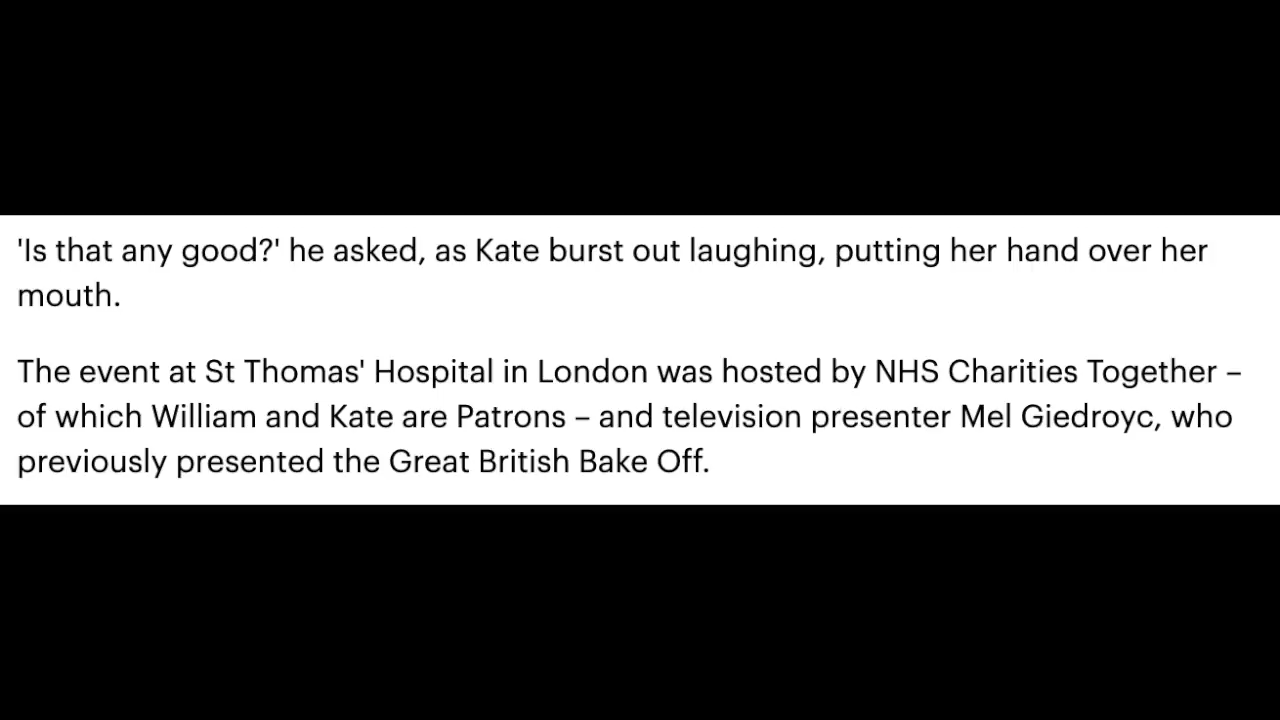 'Is that any good?' he asked, as Kate burst out laughing, putting her hand over her
mouth.
The event at St Thomas' Hospital in London was hosted by NHS Charities Together –
of which William and Kate are Patrons – and television presenter Mel Giedroyc, who
previously presented the Great British Bake Off.